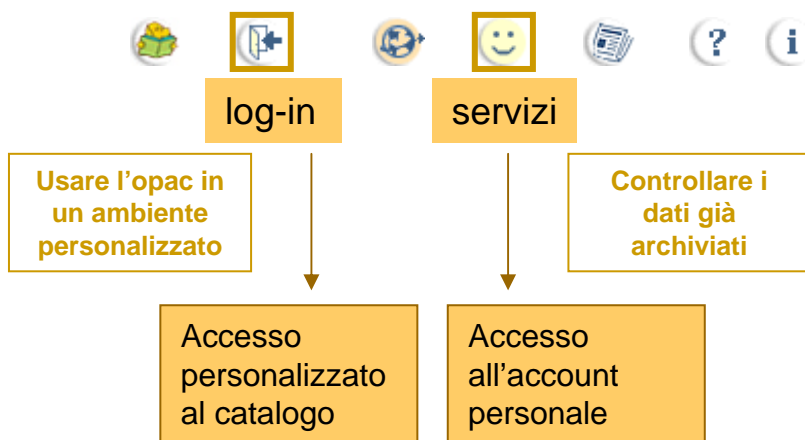 ?
i
log-in
servizi
Usare l’opac in
un ambiente
personalizzato
Controllare i
dati già
archiviati
Accesso
personalizzato
al catalogo
Accesso
all’account
personale